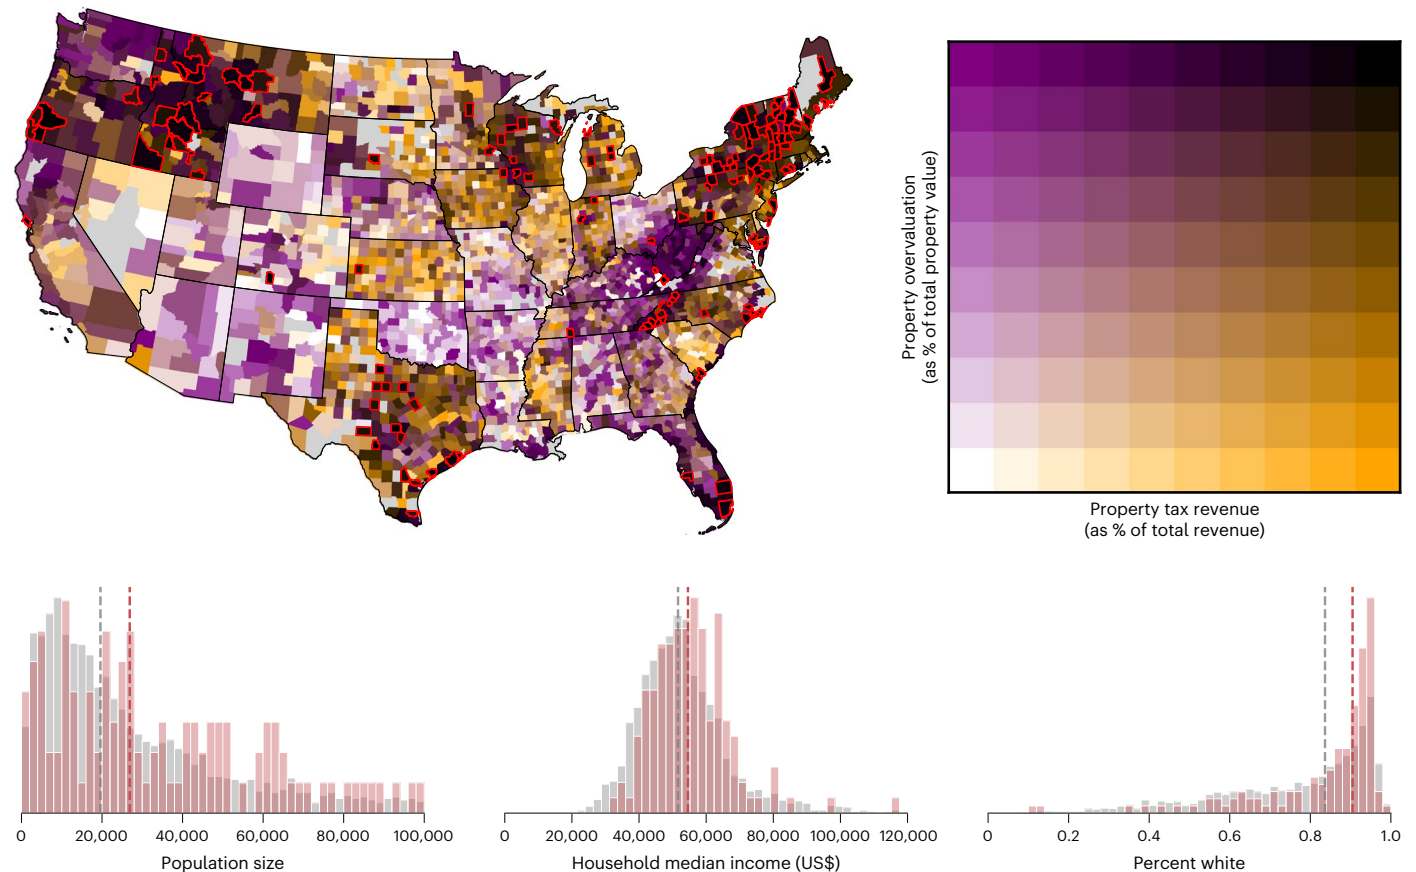 Property overvaluation
(as % of total property value)
Property tax revenue
(as % of total revenue)
0 20,000 40,000 60,000 80,000 100,000
Population size
0 20,000 40,000 60,000 80,000 100,000 120,000
Household median income (US$)
0 0.2 0.4 0.6 0.8 1.0
Percent white